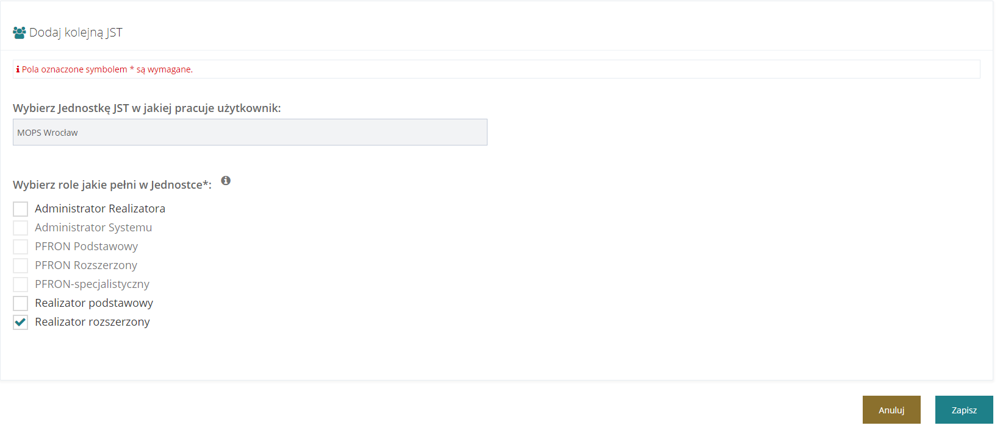 Dodaj kolejną JST
Pola oznaczone symbolem * są wymagane.
Wybierz Jednostkę JST w jakiej pracuje użytkownik:
MOPS Wrocław
Wybierz role jakie pełni w Jednostce*:
Administrator Realizatora
Administrator Systemu
PFRON Podstawowy
PFRON Rozszerzony
PFRON-specjalistyczny
Realizator podstawowy
Realizator rozszerzony
Anuluj Zapisz